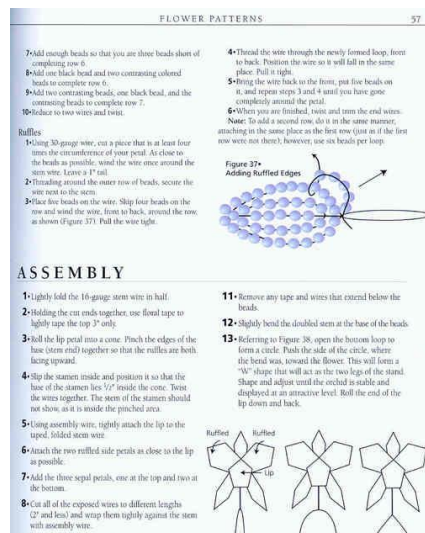 FLOWER PATTERNS
57
7•Add enough beads so that you are three beads short of
completing row 6.
8•Add one black bead and two contrasting colored
beads to complete row 6.
9•Add two contrasting beads, one black bead, and the
contrasting beads to complete row 7.
10•Reduce to two wires and twist.
Ruffles
1•Using 30-gauge wire, cut a piece that is at least four
times the circumference of your petal. As close to
the beads as possible, wind the wire once around the
stem wire. Leave a 1" tail.
2•Threading around the outer row of beads, secure the
wire next to the stem.
3•Place five beads on the wire. Skip four beads on the
row and wind the wire, front to back, around the row,
as shown (Figure 37). Pull the wire tight.
4•Thread the wire through the newly formed loop, front
to back. Position the wire so it will fall in the same
place. Pull it tight.
5•Bring the wire back to the front, put five beads on
it, and repeat steps 3 and 4 until you have gone
completely around the petal.
6•When you are finished, twist and trim the end wires.
Note: To add a second row, do it in the same manner,
attaching in the same place as the first row (just as if the first
row were not there); however, use six beads per loop.
Figure 37•
Adding Ruffled Edges
ASSEMBLY
1•Lightly fold the 16-gauge stem wire in half.
2•Holding the cut ends together, use floral tape to
lightly tape the top 3" only.
3•Roll the lip petal into a cone. Pinch the edges of the
base (stem end) together so that the ruffles are both
facing upward.
4•Slip the stamen inside and position it so that the
base of the stamen lies ½" inside the cone. Twist
the wires together. The stem of the stamen should
not show, as it is inside the pinched area.
5•Using assembly wire, tightly attach the lip to the
taped, folded stem wire.
6•Attach the two ruffled side petals as close to the lip
as possible.
7•Add the three sepal petals, one at the top and two at
the bottom.
8•Cut all of the exposed wires to different lengths
(2" and less) and wrap them tightly against the stem
with assembly wire.
11•Remove any tape and wires that extend below the
beads.
12•Slightly bend the doubled stem at the base of the beads.
13•Referring to Figure 38, open the bottom loop to
form a circle. Push the side of the circle, where
the bend was, toward the flower. This will form a
"W" shape that will act as the two legs of the stand.
Shape and adjust until the orchid is stable and
displayed at an attractive level. Roll the end of the
lip down and back.
Ruffled
Ruffled
Lip